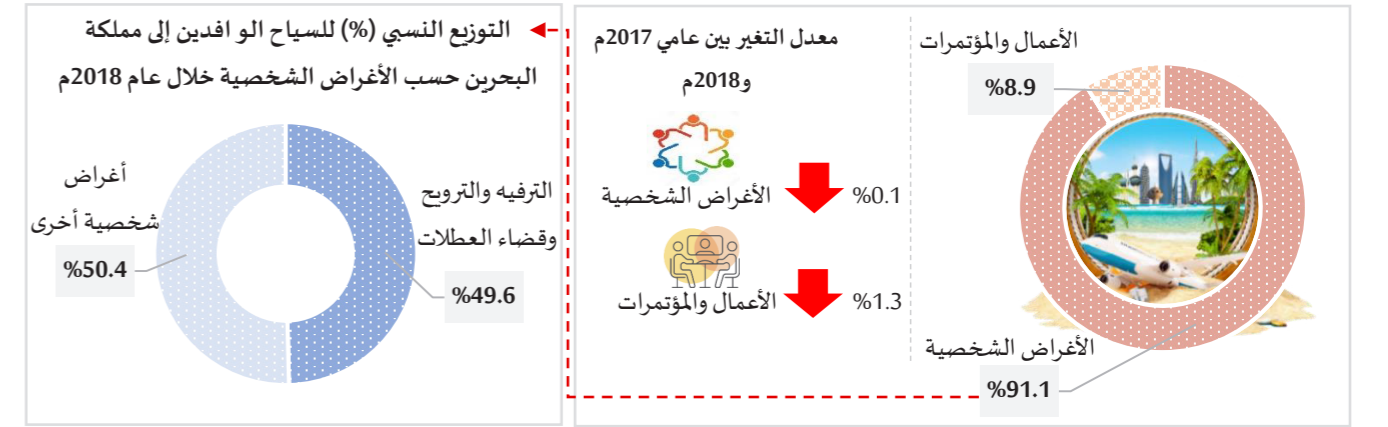 الأعمال والمؤتمرات
%8.9
الأغراض الشخصية
%91.1
معدل التغير بين عامي 2017م
و2018م
الأغراض الشخصية
%0.1
الأعمال والمؤتمرات
%1.3
التوزيع النسبي (%) للسياح الو افدين إلى مملكة
البحرين حسب الأغراض الشخصية خلال عام 2018م
الترفيه والترويح
وقضاء العطلات
%49.6
أغراض
شخصية أخرى
%50.4